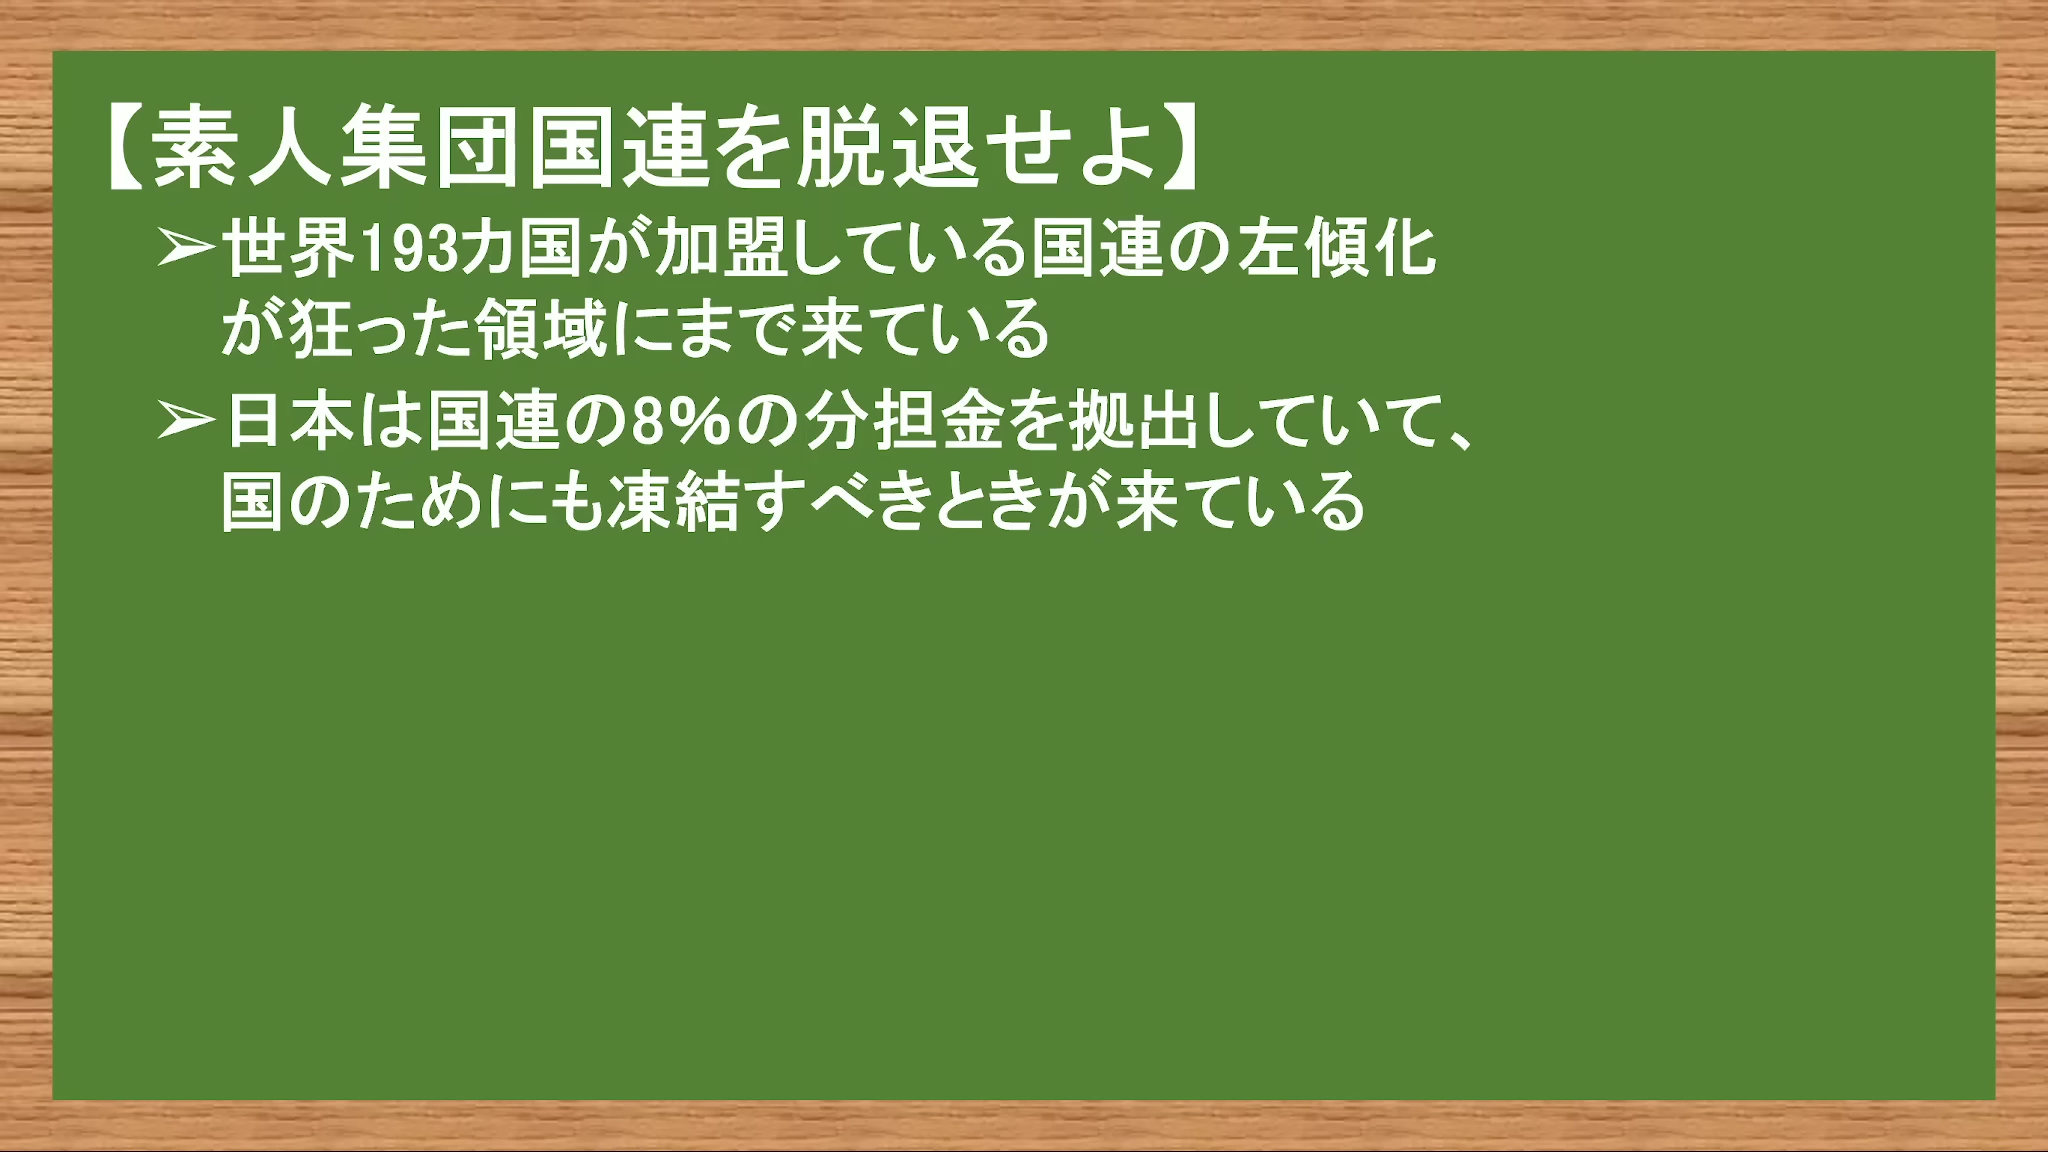 【素人集団国連を脱退せよ】
➢世界193カ国が加盟している国連の左傾化
が狂った領域にまで来ている
➢日本は国連の8%の分担金を拠出していて、
国のためにも凍結すべきときが来ている